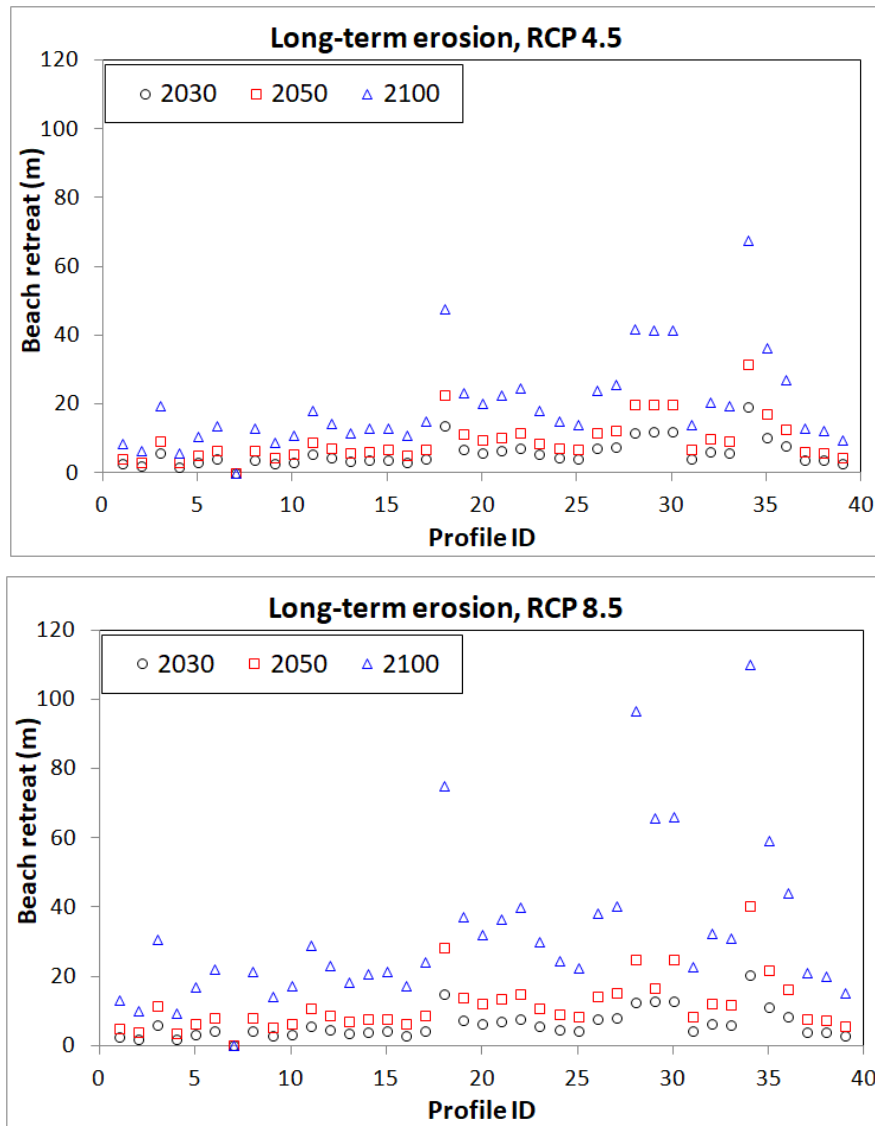 Long-term erosion, RCP 4.5
120
2030 2050 2100
100
80
60
40
20
0
Beach retreat (m)
0 5 10 15 20 25 30 35 40
Profile ID
Long-term erosion, RCP 8.5
120
2030 2050 2100
100
80
60
40
20
0
Beach retreat (m)
0 5 10 15 20 25 30 35 40
Profile ID